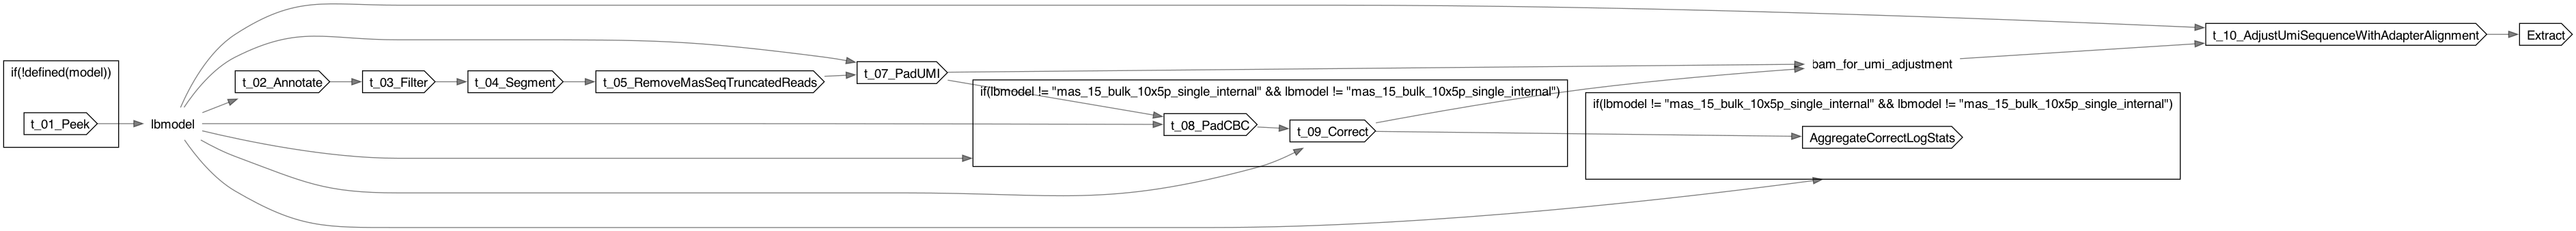 if(!defined(model))
t_01_Peek
lbmodel
t_02_Annotate
t_03_Filter
t_04_Segment
t_05_RemoveMasSeqTruncatedReads
t_07_PadUMI
if(lbmodel != "mas_15_bulk_10x5p_single_internal" && lbmodel != "mas_15_bulk_10x5p_single_internal")
t_08_PadCBC
t_09_Correct
bam_for_umi_adjustment
if(lbmodel != "mas_15_bulk_10x5p_single_internal" && lbmodel != "mas_15_bulk_10x5p_single_internal")
AggregateCorrectLogStats
t_10_AdjustUmiSequenceWithAdapterAlignment
Extract